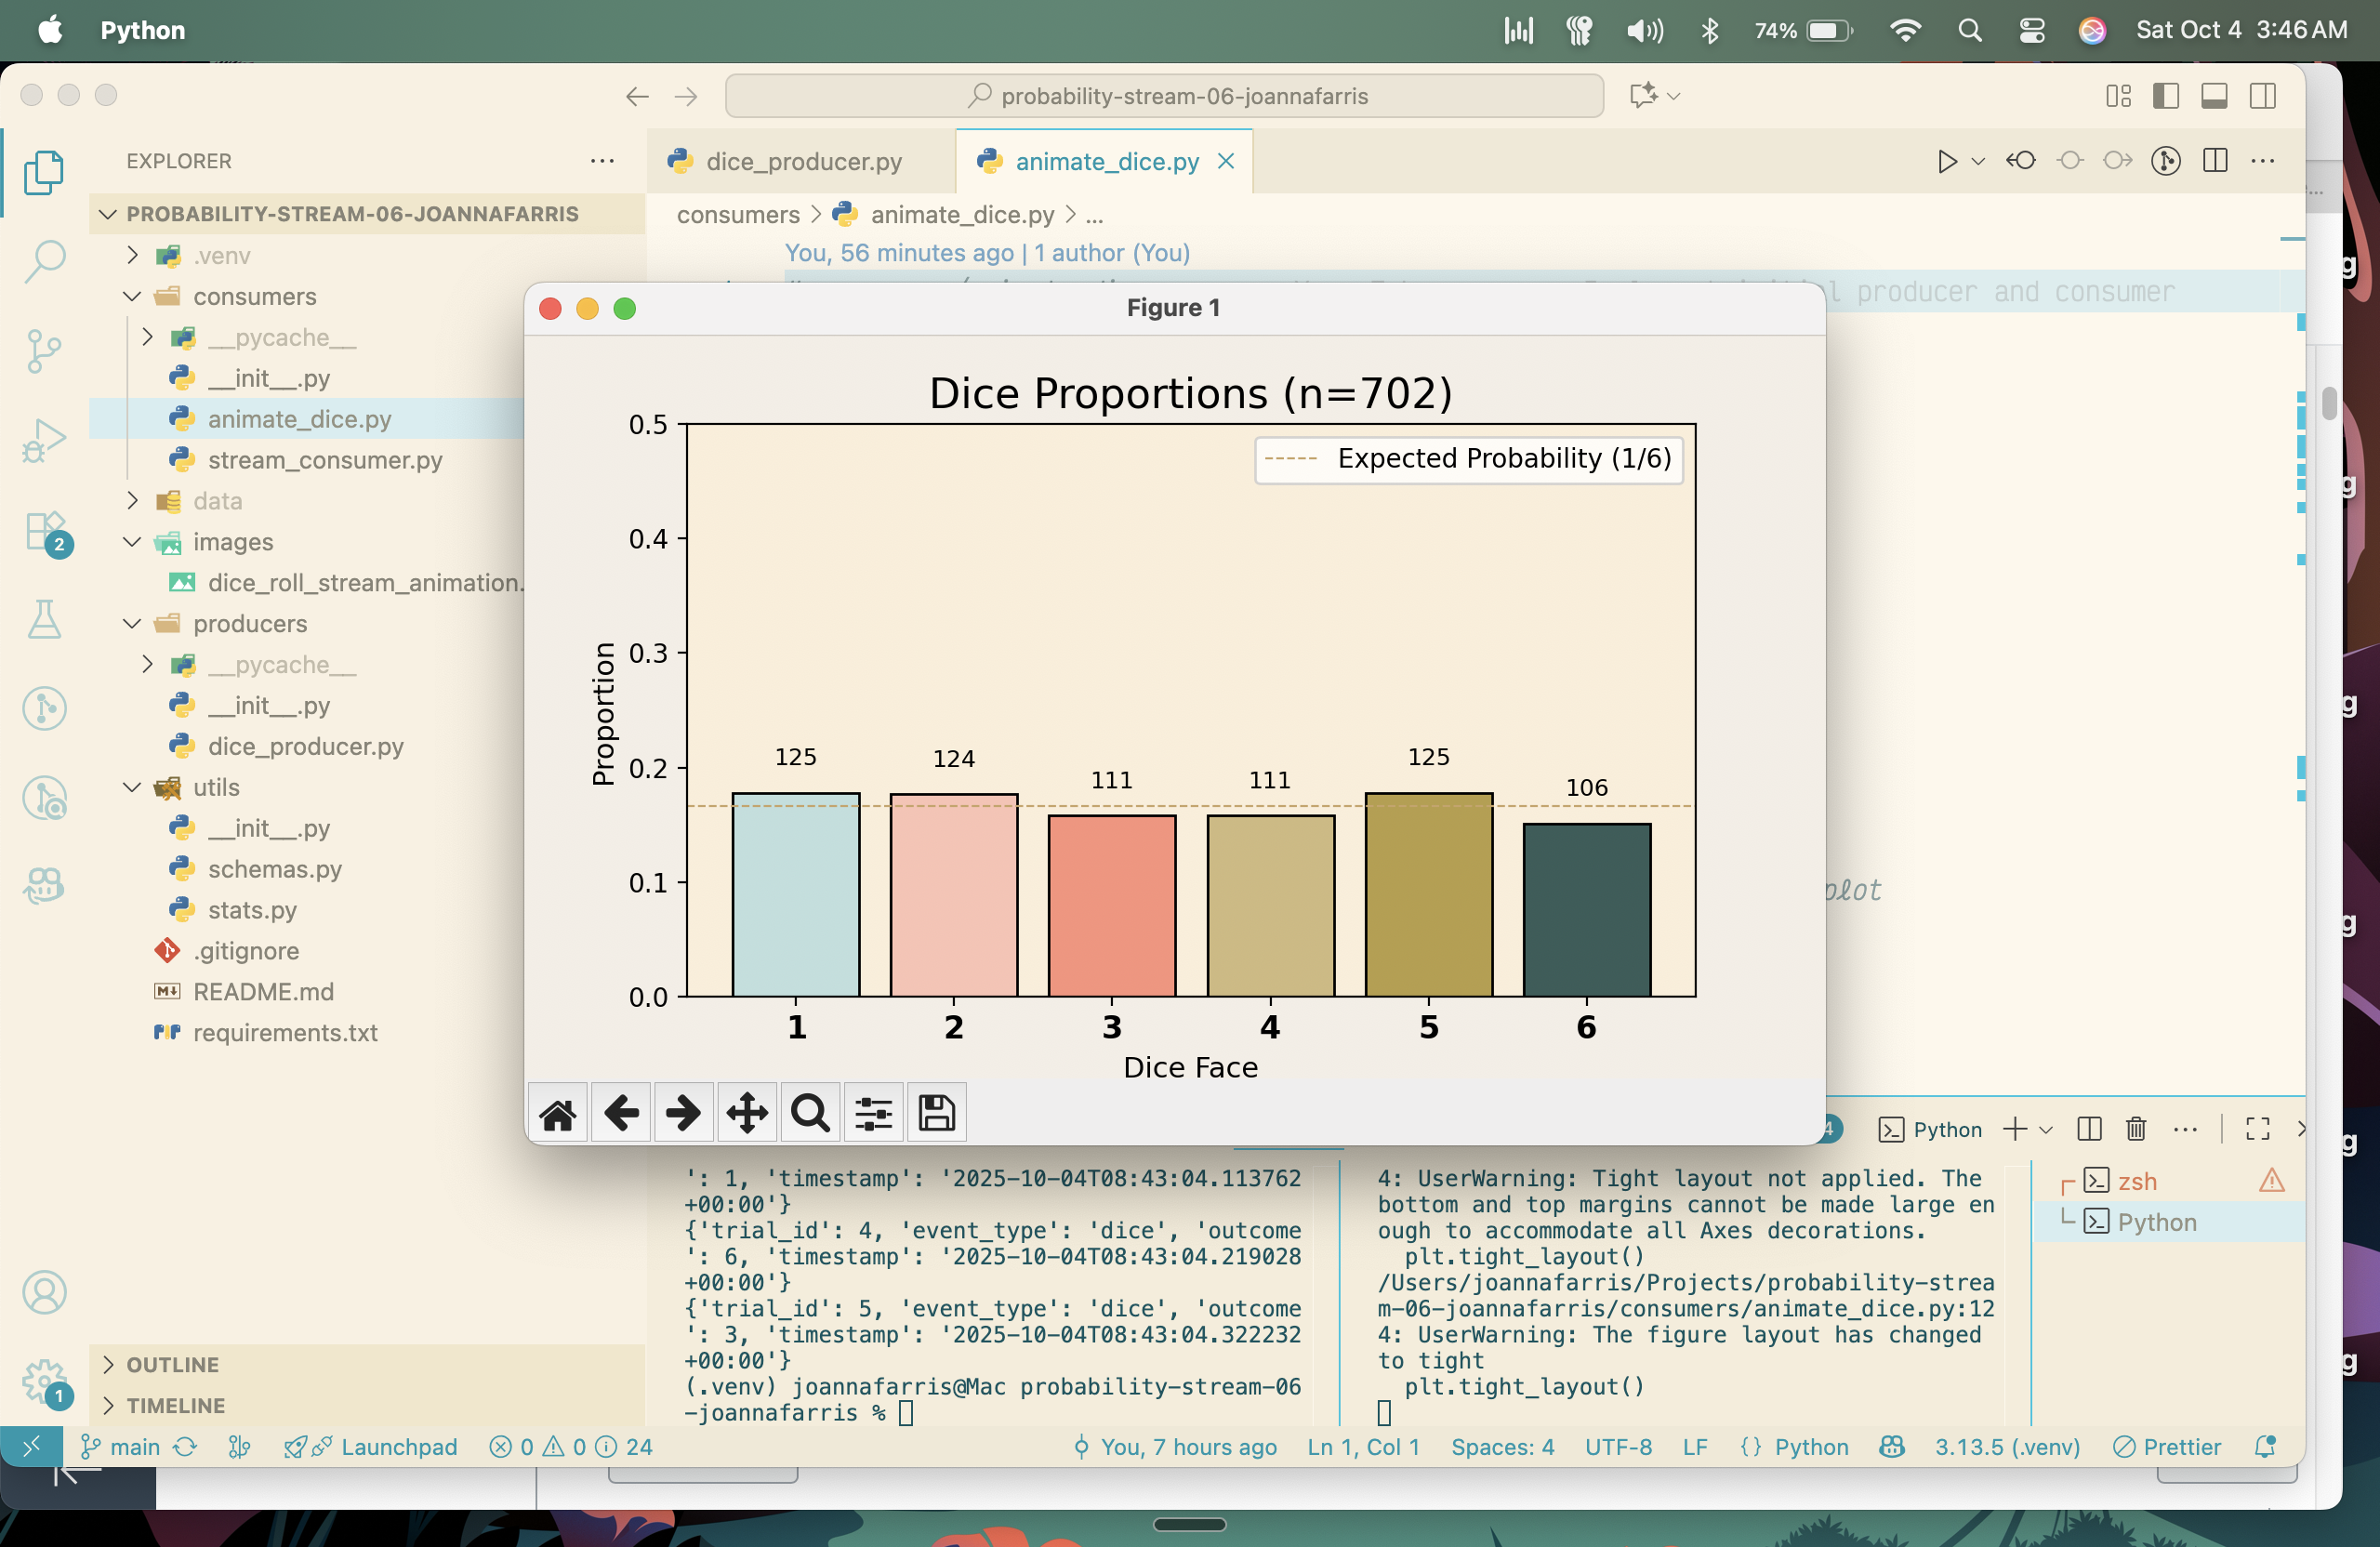 Python
74%
Sat Oct 4 3:46 AM
probability-stream-06-joannafarris
EXPLORER
PROBABILITY-STREAM-06-JOANNAFARRIS
.venv
consumers
__pycache__
__init__.py
animate_dice.py
stream_consumer.py
data
images
dice_roll_stream_animation.
producers
__pycache__
__init__.py
dice_producer.py
utils
__init__.py
schemas.py
stats.py
.gitignore
README.md
requirements.txt
OUTLINE
TIMELINE
2
1
dice_producer.py
animate_dice.py
consumers > animate_dice.py > ...
You, 56 minutes ago | 1 author (You)
l producer and consumer
plot
Figure 1
Dice Proportions (n=702)
Expected Probability (1/6)
Proportion
0.5
0.4
0.3
0.2
0.1
0.0
125
124
111
111
125
106
1
2
3
4
5
6
Dice Face
4
Python
': 1, 'timestamp': '2025-10-04T08:43:04.113762
+00:00'}
{'trial_id': 4, 'event_type': 'dice', 'outcome
': 6, 'timestamp': '2025-10-04T08:43:04.219028
+00:00'}
{'trial_id': 5, 'event_type': 'dice', 'outcome
': 3, 'timestamp': '2025-10-04T08:43:04.322232
+00:00'}
(.venv) joannafarris@Mac probability-stream-06
-joannafarris %
4: UserWarning: Tight layout not applied. The
bottom and top margins cannot be made large en
ough to accommodate all Axes decorations.
plt.tight_layout()
/Users/joannafarris/Projects/probability-strea
m-06-joannafarris/consumers/animate_dice.py:12
4: UserWarning: The figure layout has changed
to tight
plt.tight_layout()
zsh
Python
main
Launchpad
0 0 24
You, 7 hours ago
Ln 1, Col 1
Spaces: 4
UTF-8
LF
{} Python
3.13.5 (.venv)
Prettier
g
g
g
g
g
g